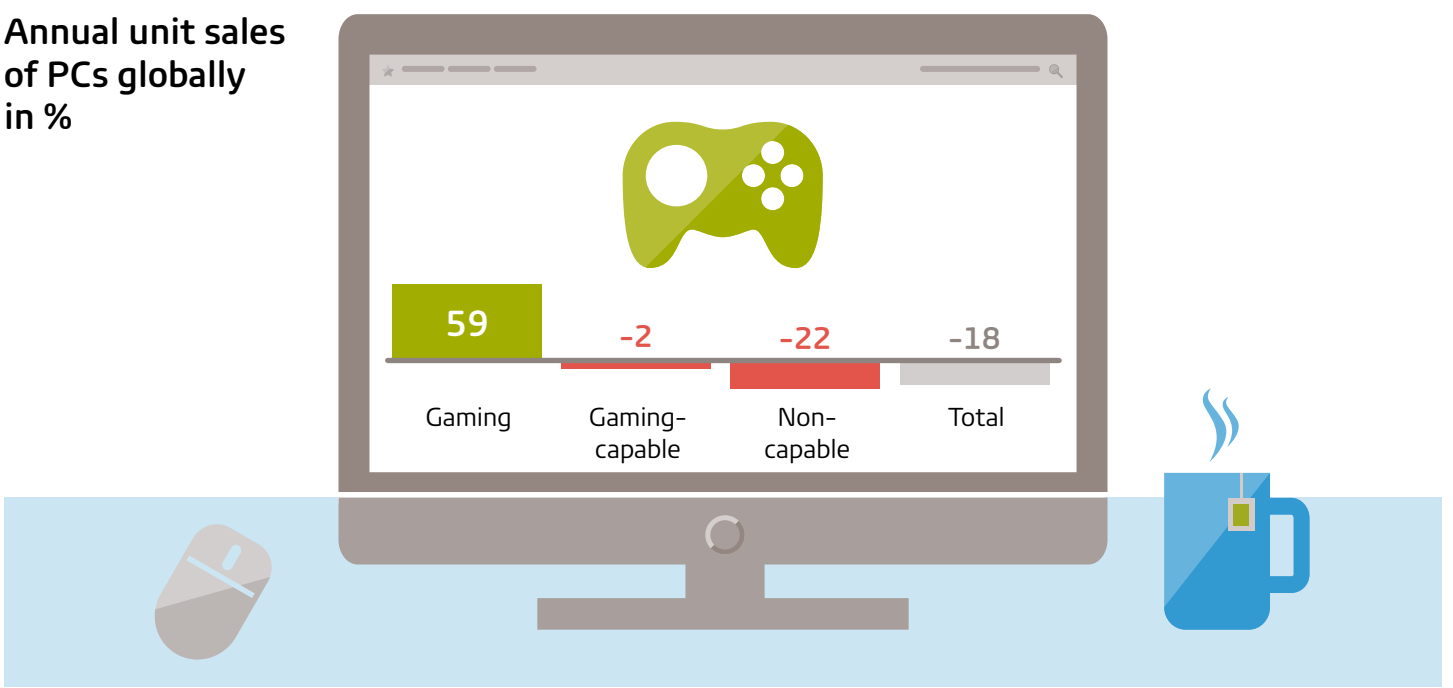 Annual unit sales
of PCs globally
in %
59
-2
-22
-18
Gaming
Gaming-
capable
Non-
capable
Total